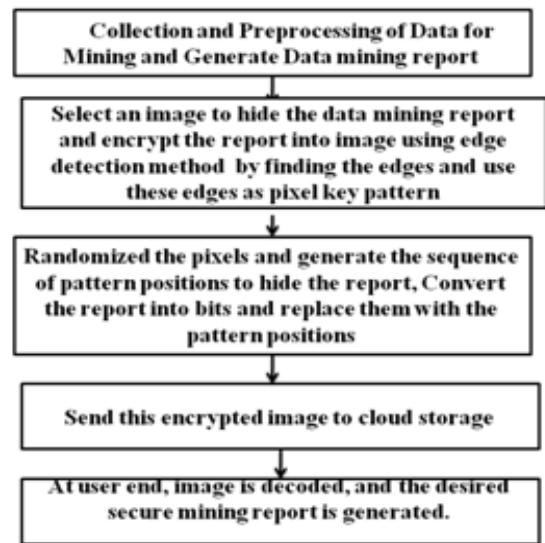 Collection and Preprocessing of Data for
Mining and Generate Data mining report
Select an image to hide the data mining report
and encrypt the report into image using edge
detection method by finding the edges and use
these edges as pixel key pattern
Randomized the pixels and generate the sequence
of pattern positions to hide the report, Convert
the report into bits and replace them with the
pattern positions
Send this encrypted image to cloud storage
At user end, image is decoded, and the desired
secure mining report is generated.